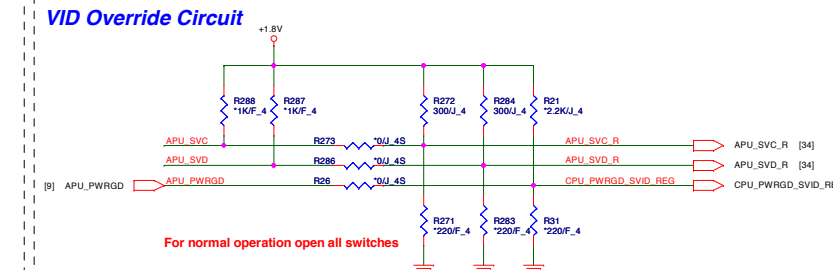 VID Override Circuit
+1.8V
R288
*1K/F_4
R287
*1K/F_4
R272
300/J_4
R284
300/J_4
R21
*2.2K/J_4
APU_SVC
R273
*0/J_4S
APU_SVC_R
APU_SVC_R [34]
APU_SVD
R286
*0/J_4S
APU_SVD_R
APU_SVD_R [34]
[9] APU_PWRGD
APU_PWRGD
R26
*0/J_4S
CPU_PWRGD_SVID_REG
CPU_PWRGD_SVID_RE
R271
*220/F_4
R283
*220/F_4
R31
*220/F_4
For normal operation open all switches